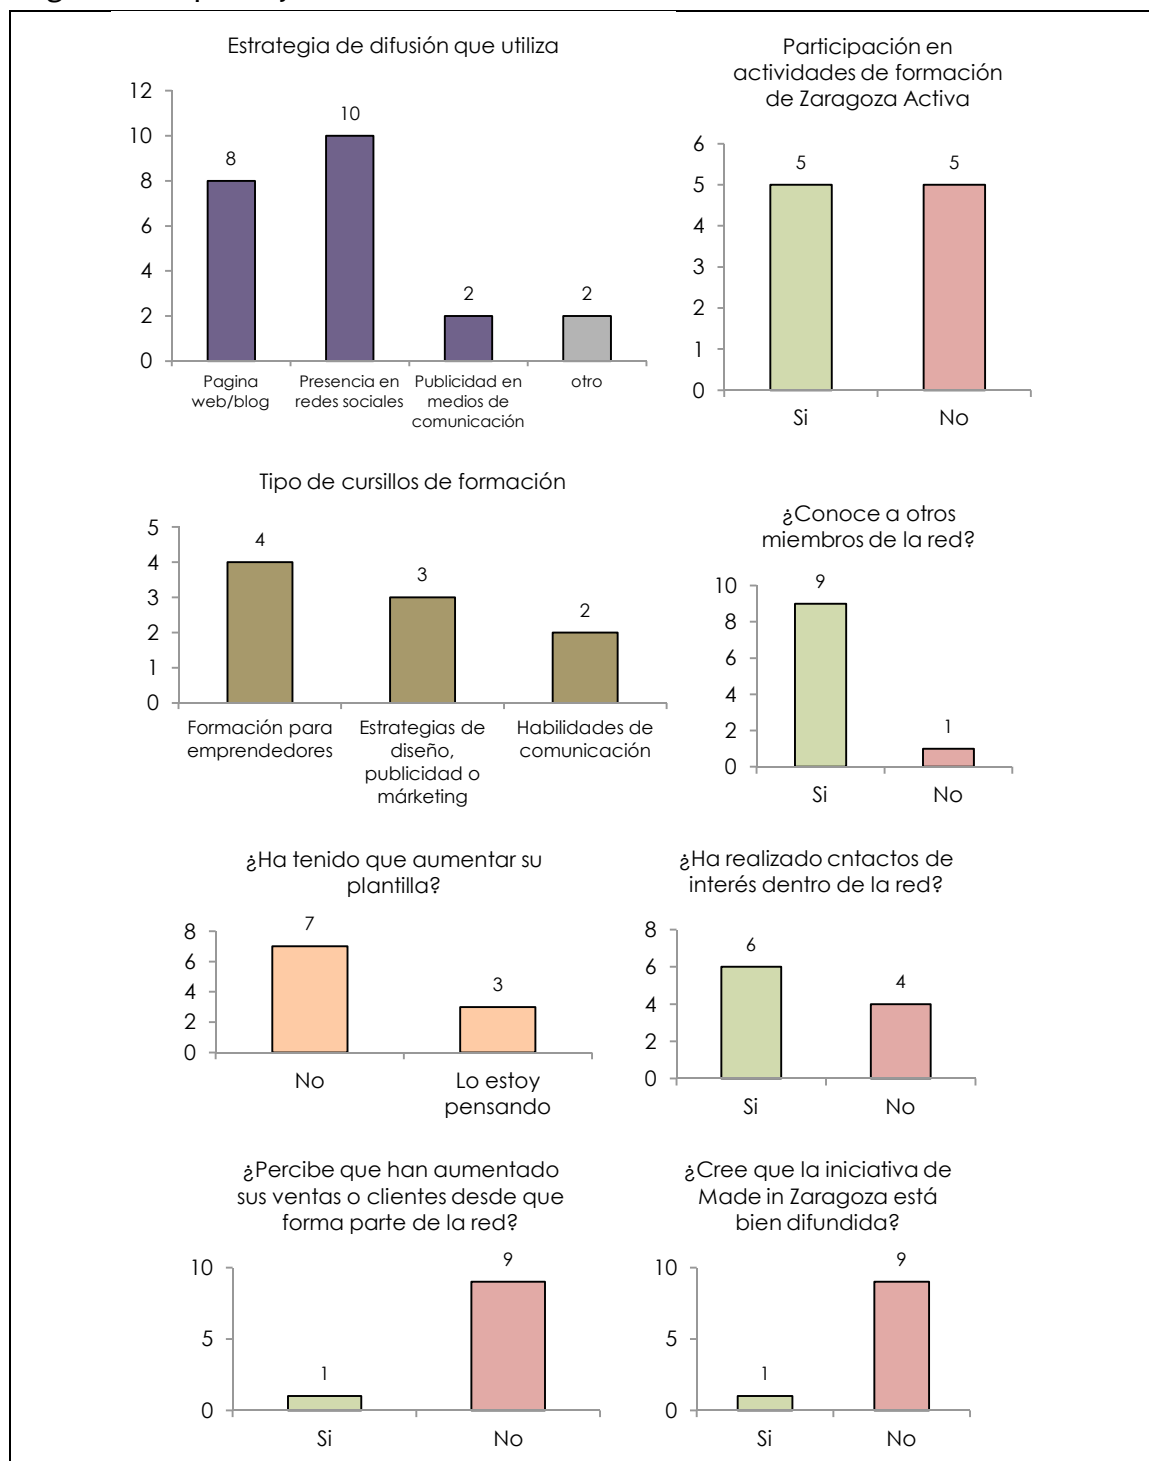 Estrategia de difusión que utiliza
12
10
8
6
4
2
0
8
10
2
2
Pagina
web/blog
Presencia en
redes sociales
Publicidad en
medios de
comunicación
otro
Participación en
actividades de formación
de Zaragoza Activa
6
5
4
3
2
1
0
5
5
Si
No
Tipo de cursillos de formación
5
4
3
2
1
0
4
3
2
Formación para
emprendedores
Estrategias de
diseño,
publicidad o
márketing
Habilidades de
comunicación
¿Conoce a otros
miembros de la red?
10
8
6
4
2
0
9
1
Si
No
¿Ha tenido que aumentar su
plantilla?
8
6
4
2
0
7
3
No
Lo estoy
pensando
¿Ha realizado cntactos de
interés dentro de la red?
8
6
4
2
0
6
4
Si
No
¿Percibe que han aumentado
sus ventas o clientes desde que
forma parte de la red?
10
5
0
1
9
Si
No
¿Cree que la iniciativa de
Made in Zaragoza está
bien difundida?
10
5
0
1
9
Si
No